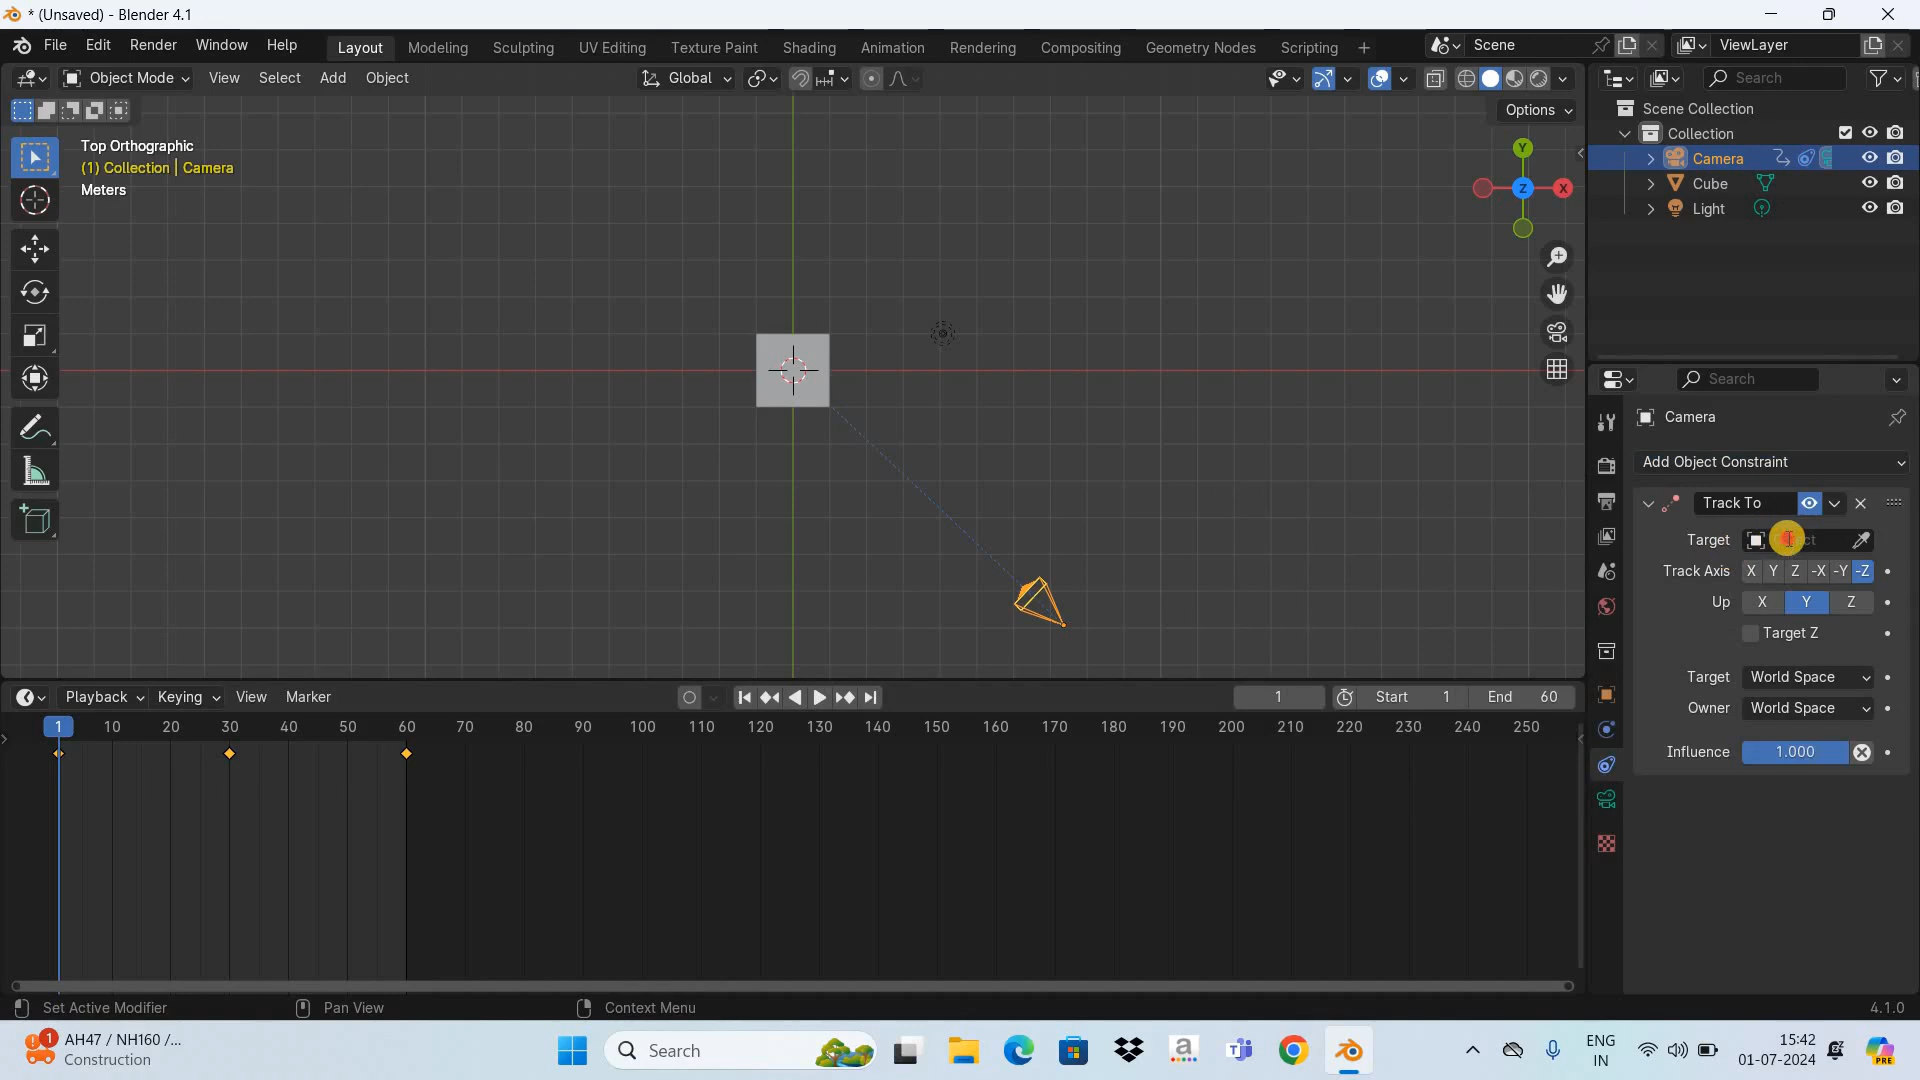 * (Unsaved) - Blender 4.1
File Edit Render Window Help
Layout Modeling Sculpting UV Editing Texture Paint Shading Animation Rendering Compositing Geometry Nodes Scripting +
Scene
ViewLayer
Object Mode View Select Add Object
Global
Search
Options
Top Orthographic
(1) Collection | Camera
Meters
Y
Z
X
Scene Collection
Collection
Camera
Cube
Light
Search
Camera
Add Object Constraint
Track To
Target
Track Axis X Y Z -X -Y -Z
Up X Y Z
Target Z
Target World Space
Owner World Space
Influence 1.000
Playback Keying View Marker
1
Start 1
End 60
1 10 20 30 40 50 60 70 80 90 100 110 120 130 140 150 160 170 180 190 200 210 220 230 240 250
Set Active Modifier
Pan View
Context Menu
4.1.0
1
AH47 / NH160 /...
Construction
Search
a
ENG
IN
15:42
01-07-2024
PRE